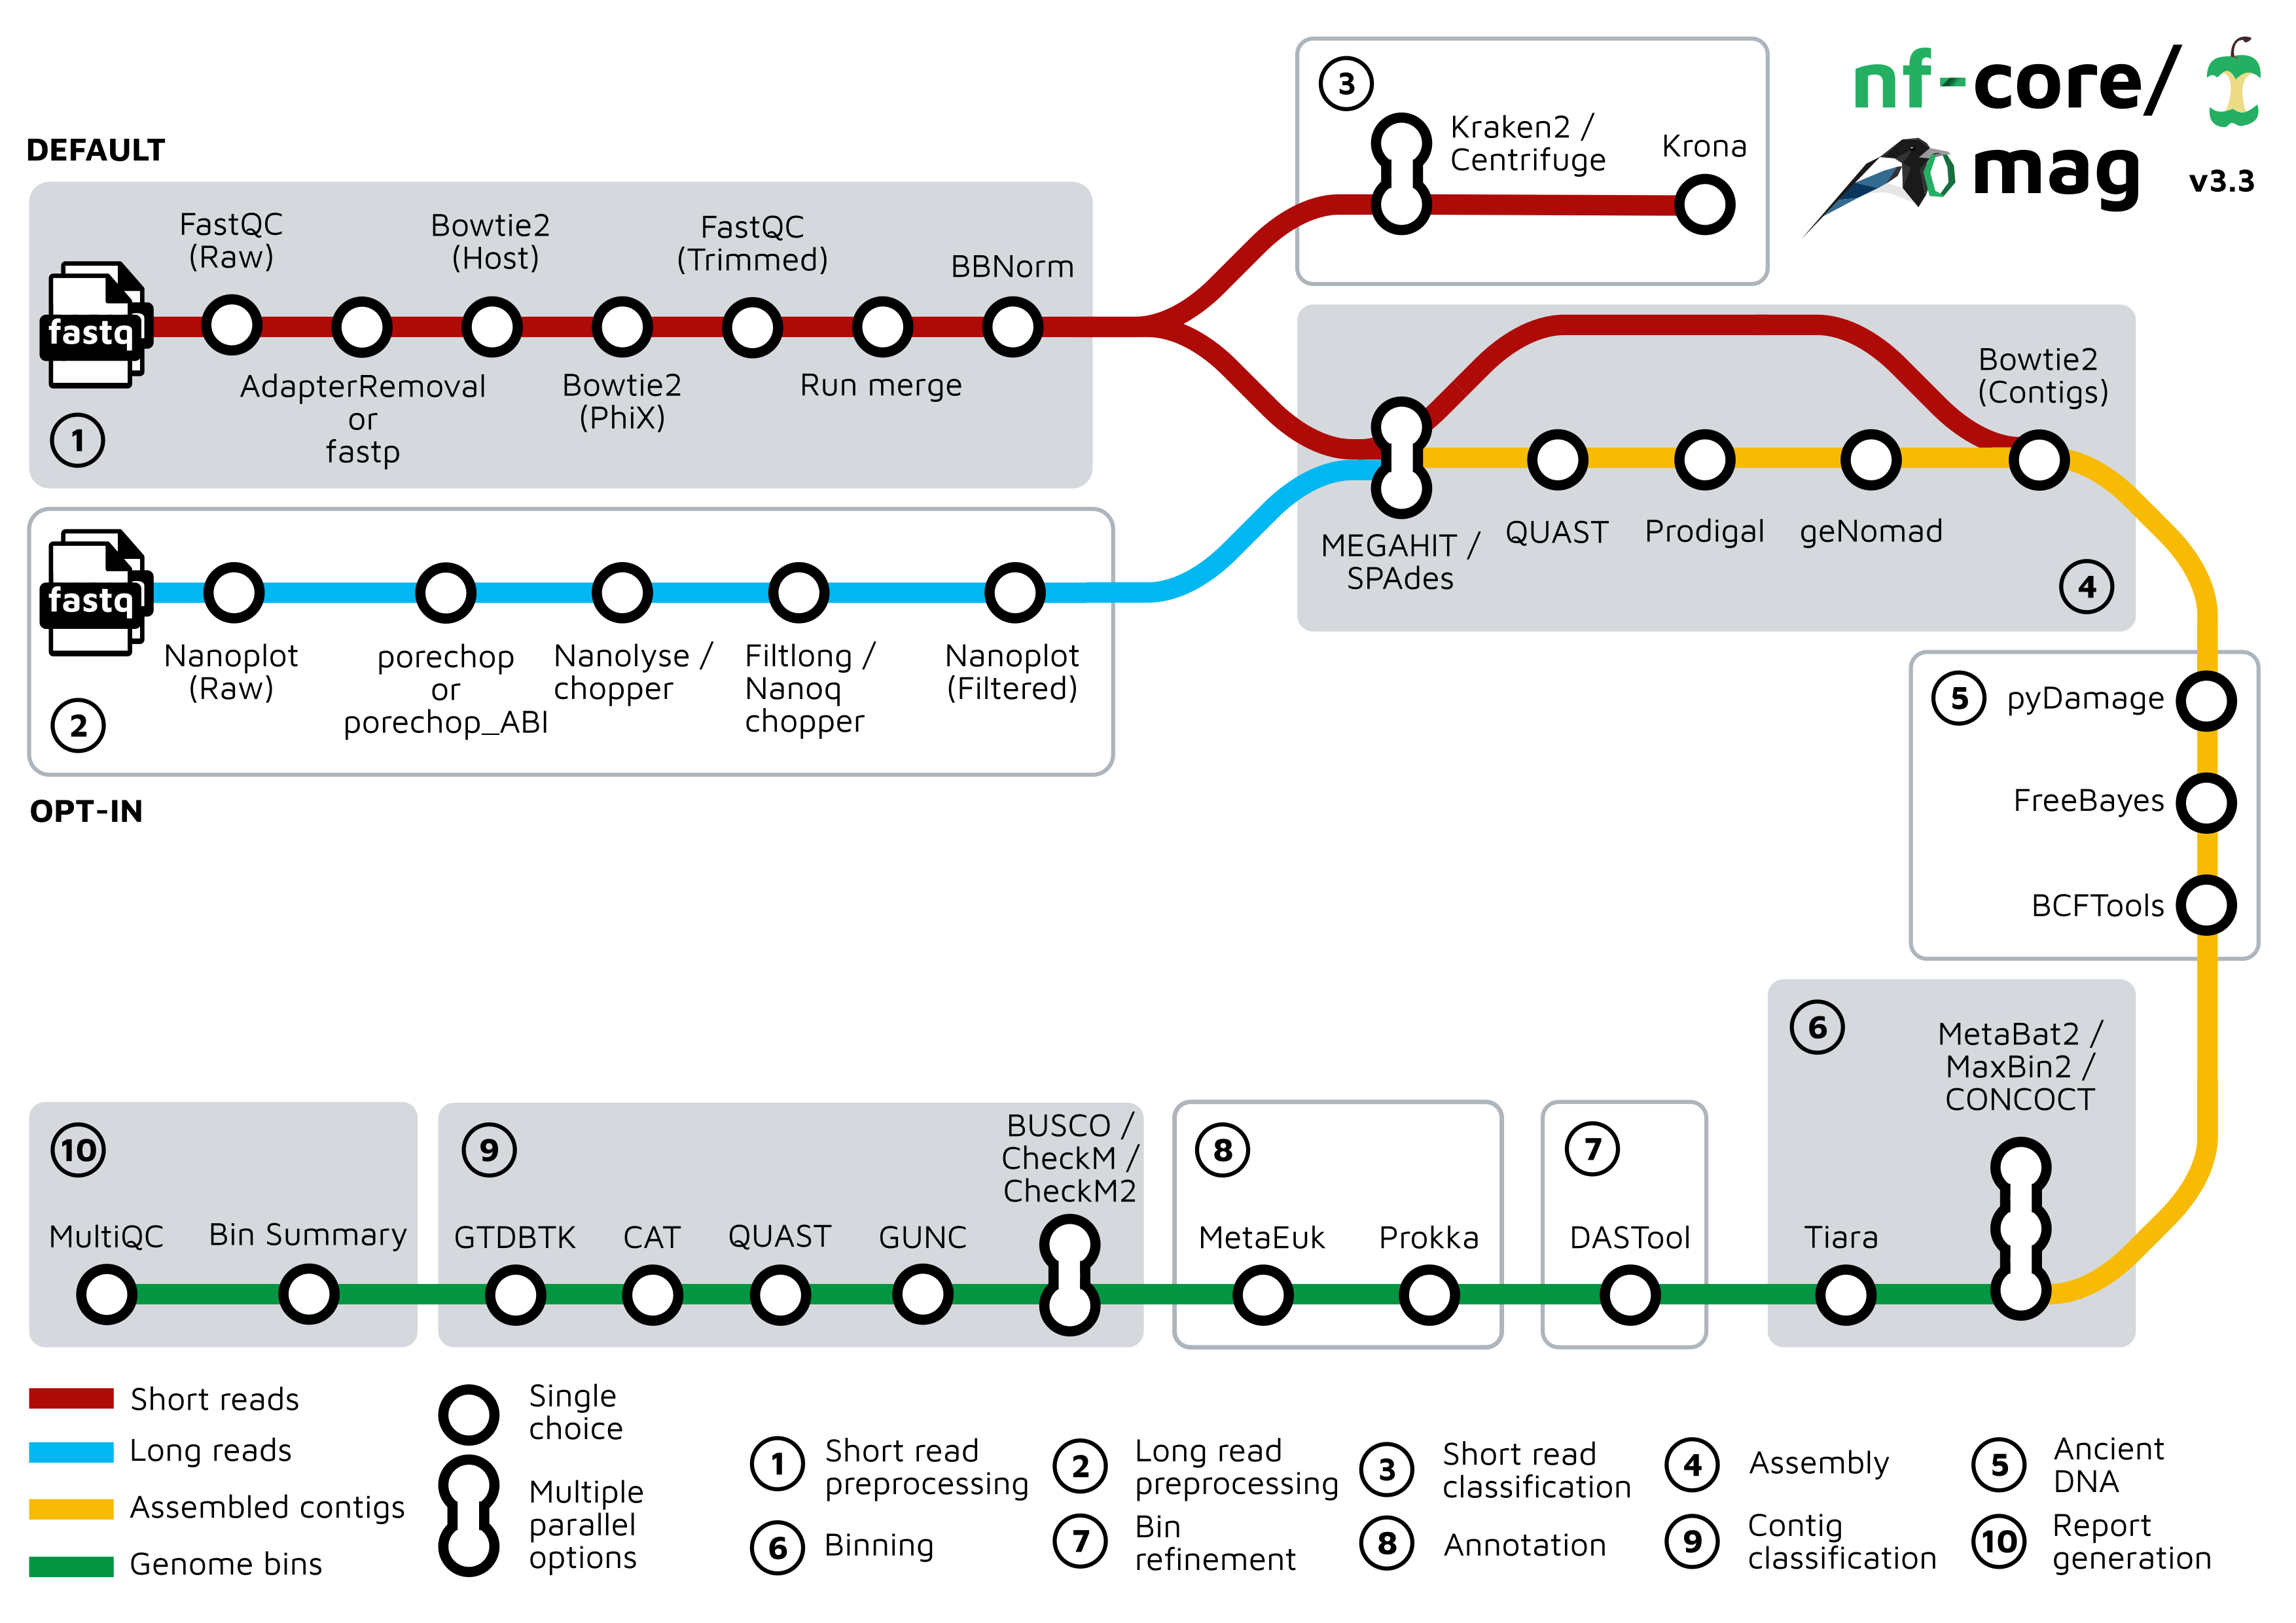 nf-core/
mag
v3.3
DEFAULT
FastQC
(Raw)
Bowtie2
(Host)
FastQC
(Trimmed)
BBNorm
fastq
AdapterRemoval
or
fastp
Bowtie2
(PhiX)
Run merge
1
3
Kraken2 /
Centrifuge
Krona
Bowtie2
(Contigs)
MEGAHIT /
SPAdes
QUAST
Prodigal
geNomad
4
fastq
Nanoplot
(Raw)
porechop
or
porechop_ABI
Nanolyse /
chopper
Filtlong /
Nanoq
chopper
Nanoplot
(Filtered)
2
OPT-IN
5
pyDamage
FreeBayes
BCFTools
6
MetaBat2 /
MaxBin2 /
CONCOCT
Tiara
7
DASTool
8
MetaEuk
Prokka
9
BUSCO /
CheckM /
CheckM2
GTDBTK
CAT
QUAST
GUNC
10
MultiQC
Bin Summary
Short reads
Long reads
Assembled contigs
Genome bins
Single
choice
Multiple
parallel
options
1
Short read
preprocessing
2
Long read
preprocessing
3
Short read
classification
4
Assembly
5
Ancient
DNA
6
Binning
7
Bin
refinement
8
Annotation
9
Contig
classification
10
Report
generation